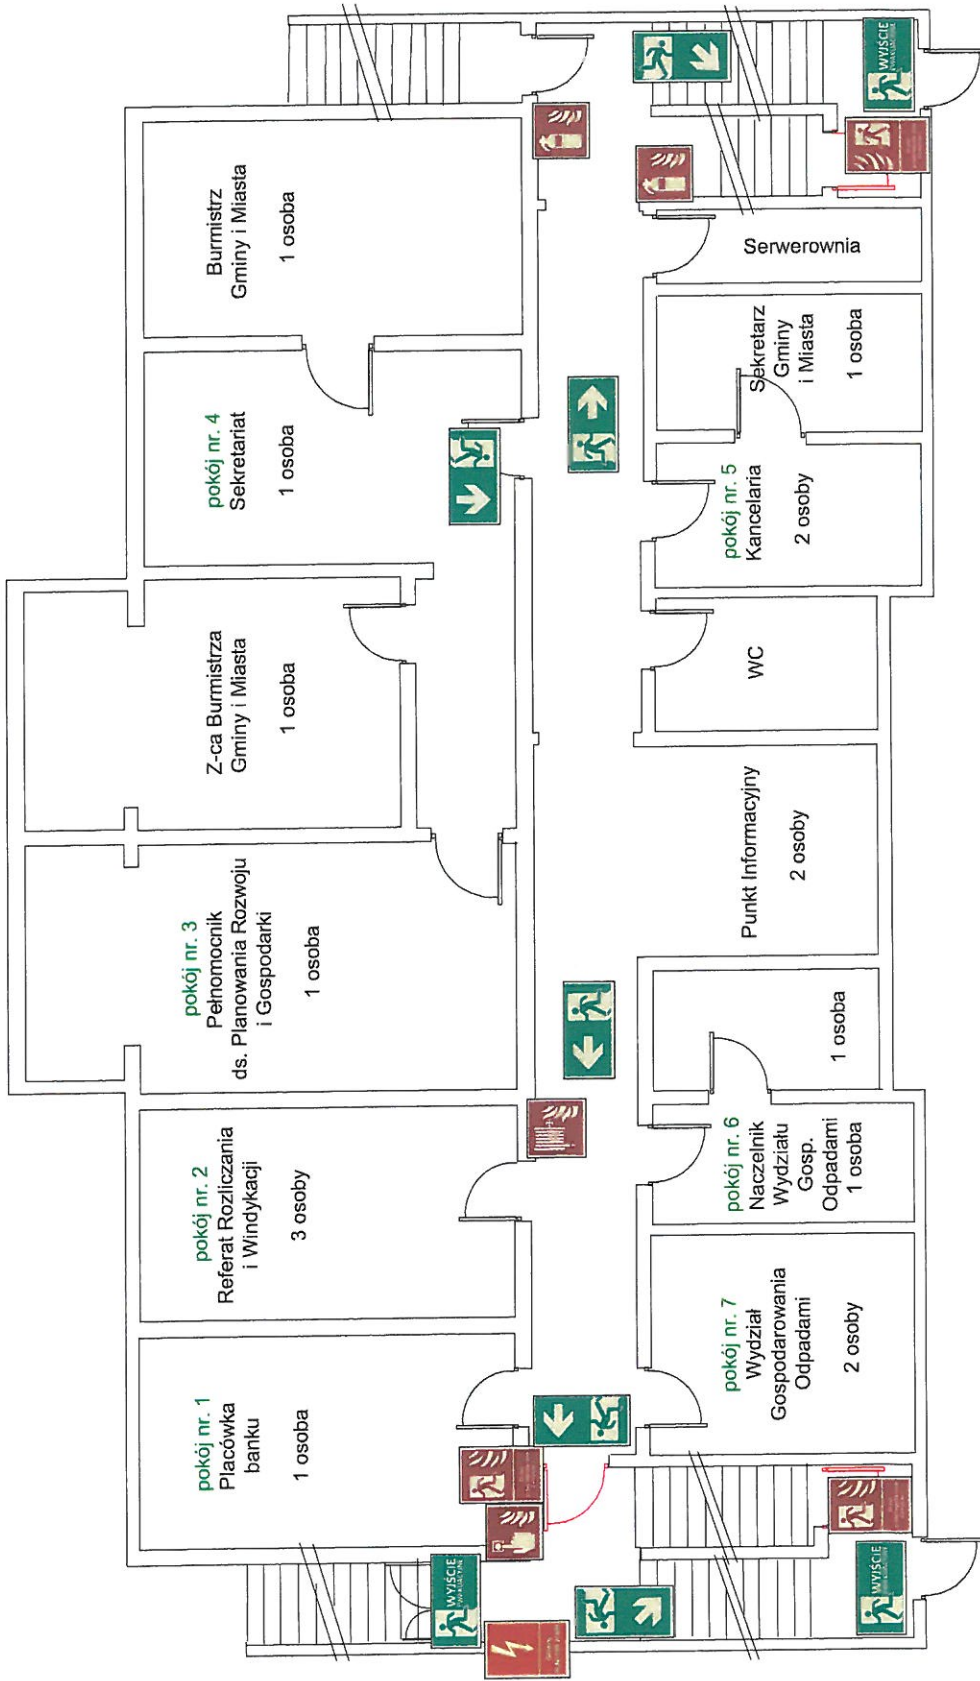 pokój nr. 1
Placówka
banku
1 osoba
pokój nr. 2
Referat Rozliczania
i Windykacji
3 osoby
pokój nr. 3
Pełnomocnik
ds. Planowania Rozwoju
i Gospodarki
1 osoba
Z-ca Burmistrza
Gminy i Miasta
1 osoba
pokój nr. 4
Sekretariat
1 osoba
Burmistrz
Gminy i Miasta
1 osoba
pokój nr. 7
Wydział
Gospodarowania
Odpadami
2 osoby
pokój nr. 6
Naczelnik
Wydziału
Gosp.
Odpadami
1 osoba
1 osoba
Punkt Informacyjny
2 osoby
WC
pokój nr. 5
Kancelaria
2 osoby
Sekretarz
Gminy
i Miasta
1 osoba
Serwerownia
WYJŚCIE
EWAKUACYJNE
WYJŚCIE
EWAKUACYJNE
WYJŚCIE
EWAKUACYJNE